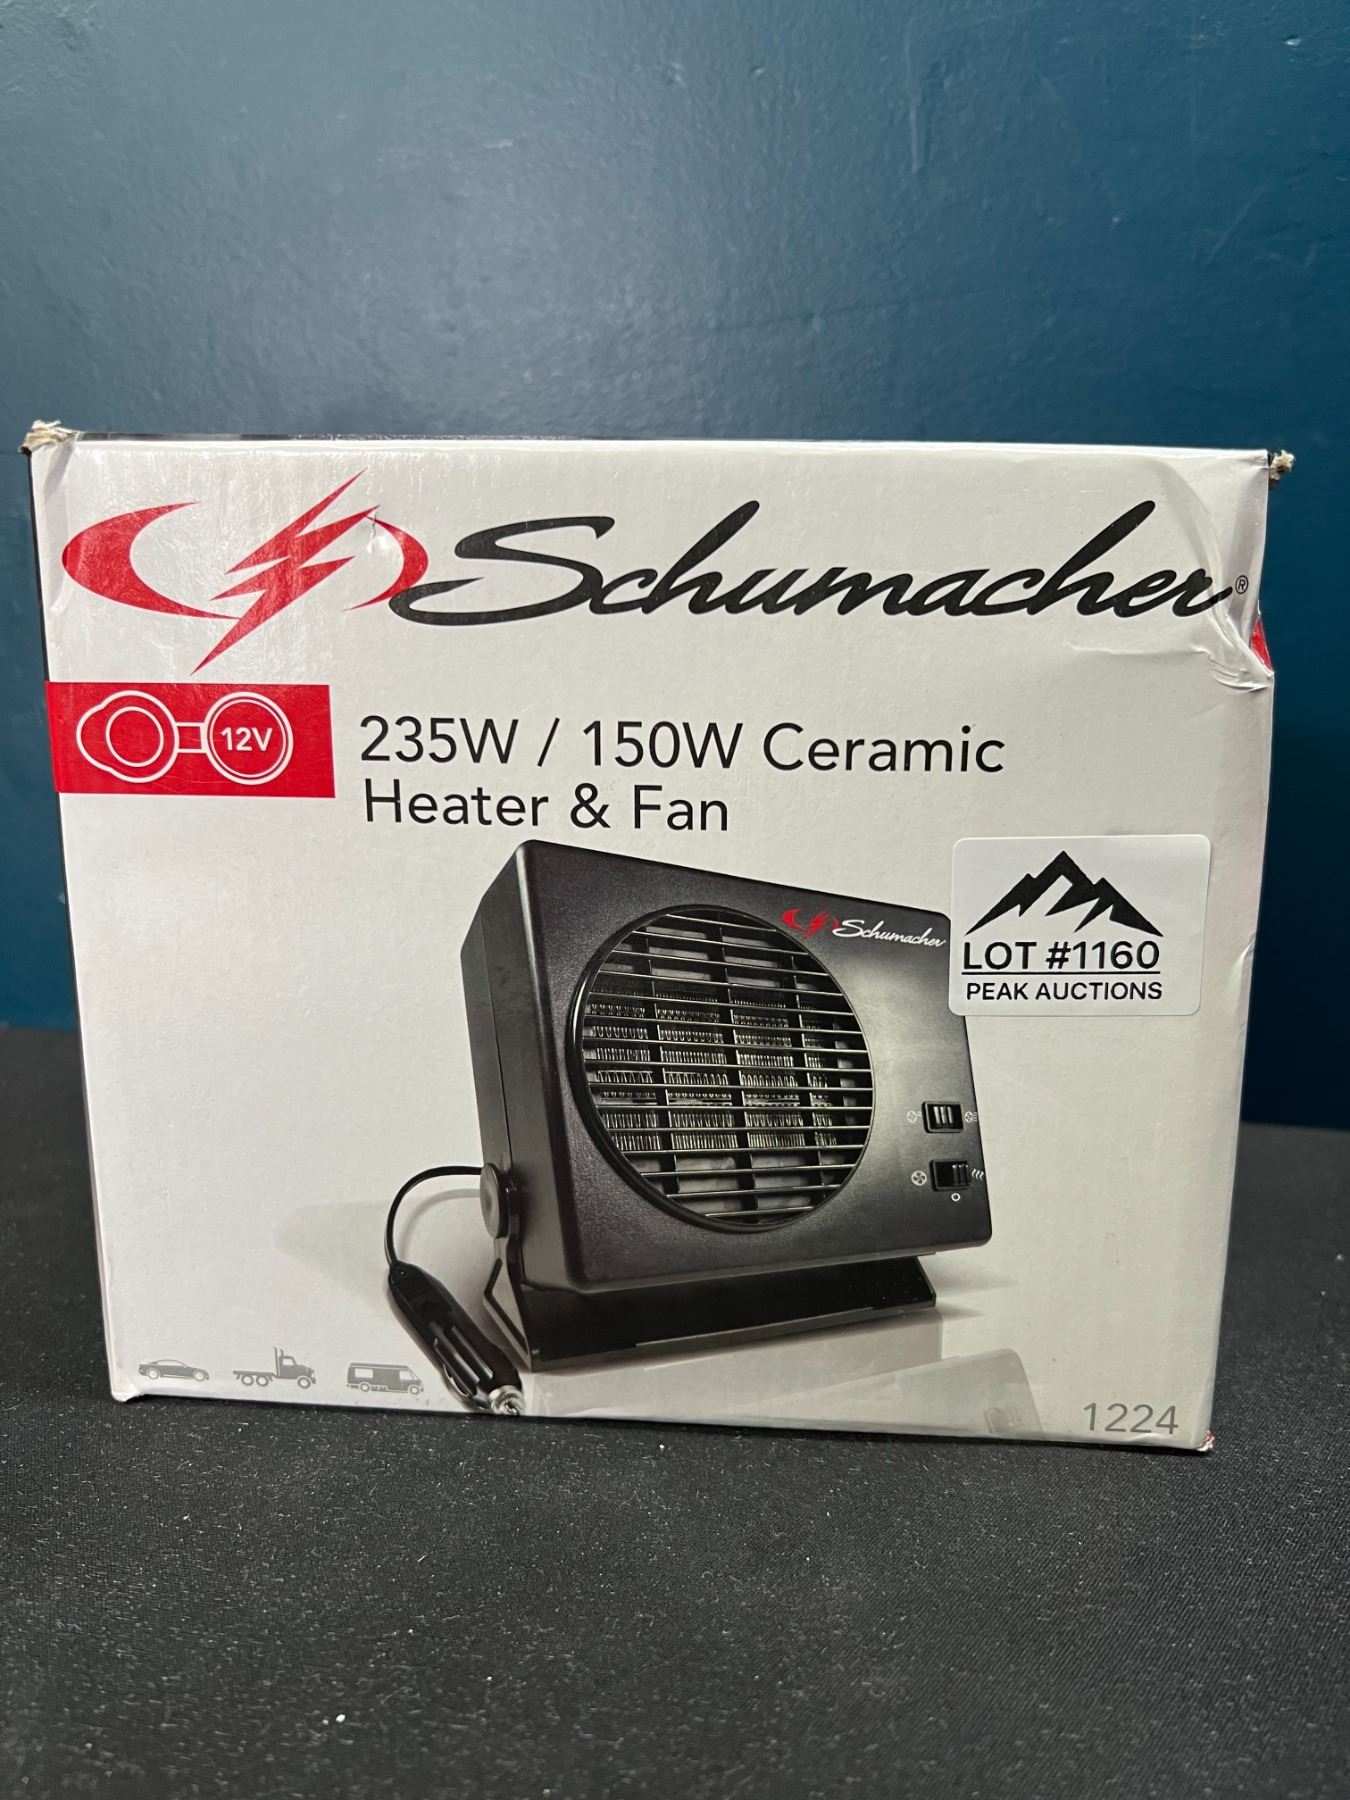 Schumacher®
12V
235W / 150W Ceramic
Heater & Fan
Schumacher
LOT #1160
PEAK AUCTIONS
1224